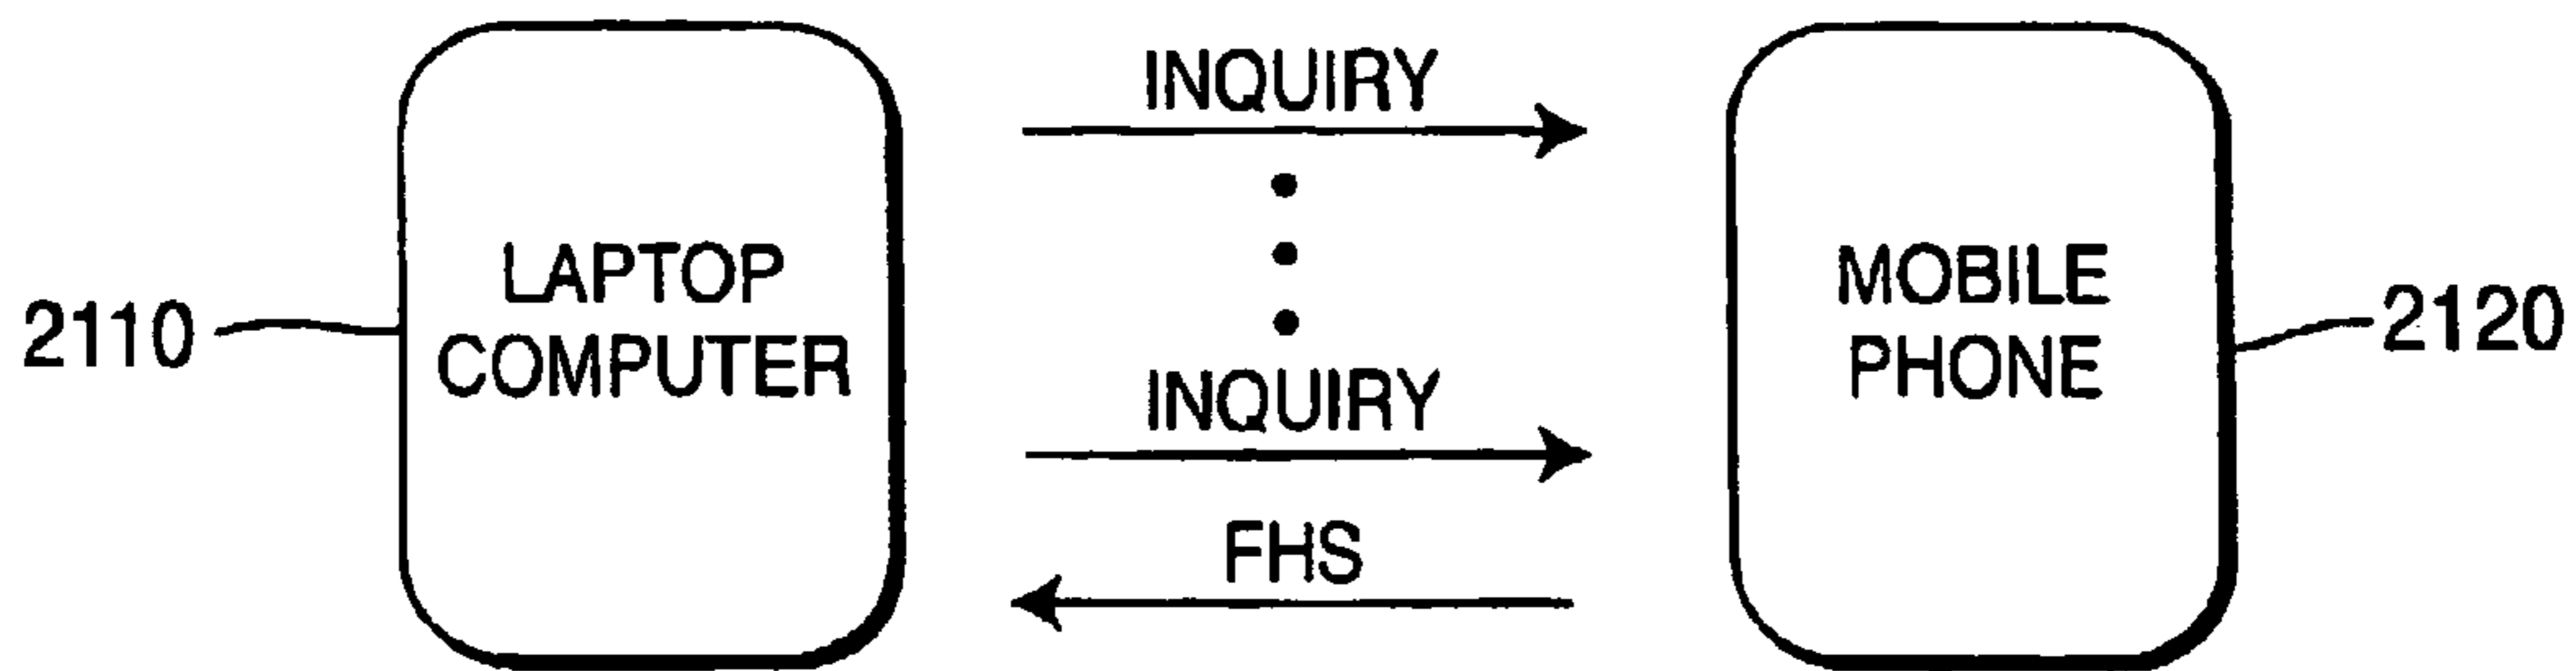 INQUIRY
LAPTOP
COMPUTER
2110
INQUIRY
FHS
MOBILE
PHONE
2120